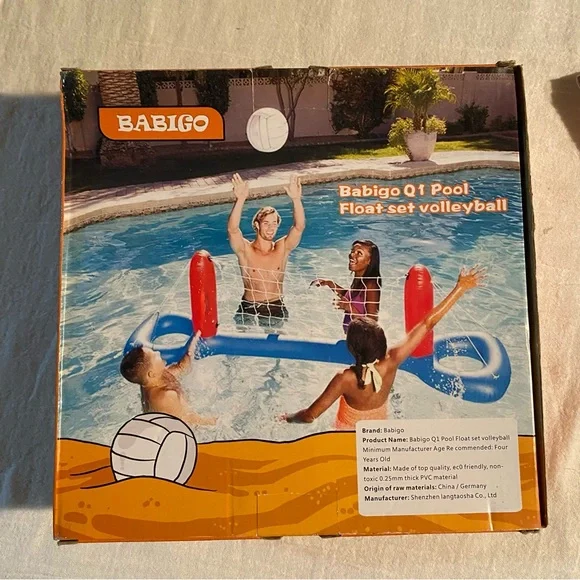 BABIGO
Babigo Q1 Pool
Float set volleyball
Brand: Babigo
Product Name: Babigo Q1 Pool Float set volleyball
Minimum Manufacturer Age Re commended: Four
Years Old
Material: Made of top quality, ec0 friendly, non-
toxic 0.25mm thick PVC material
Origin of raw materials: China / Germany
Manufacturer: Shenzhen langtaosha Co., Ltd